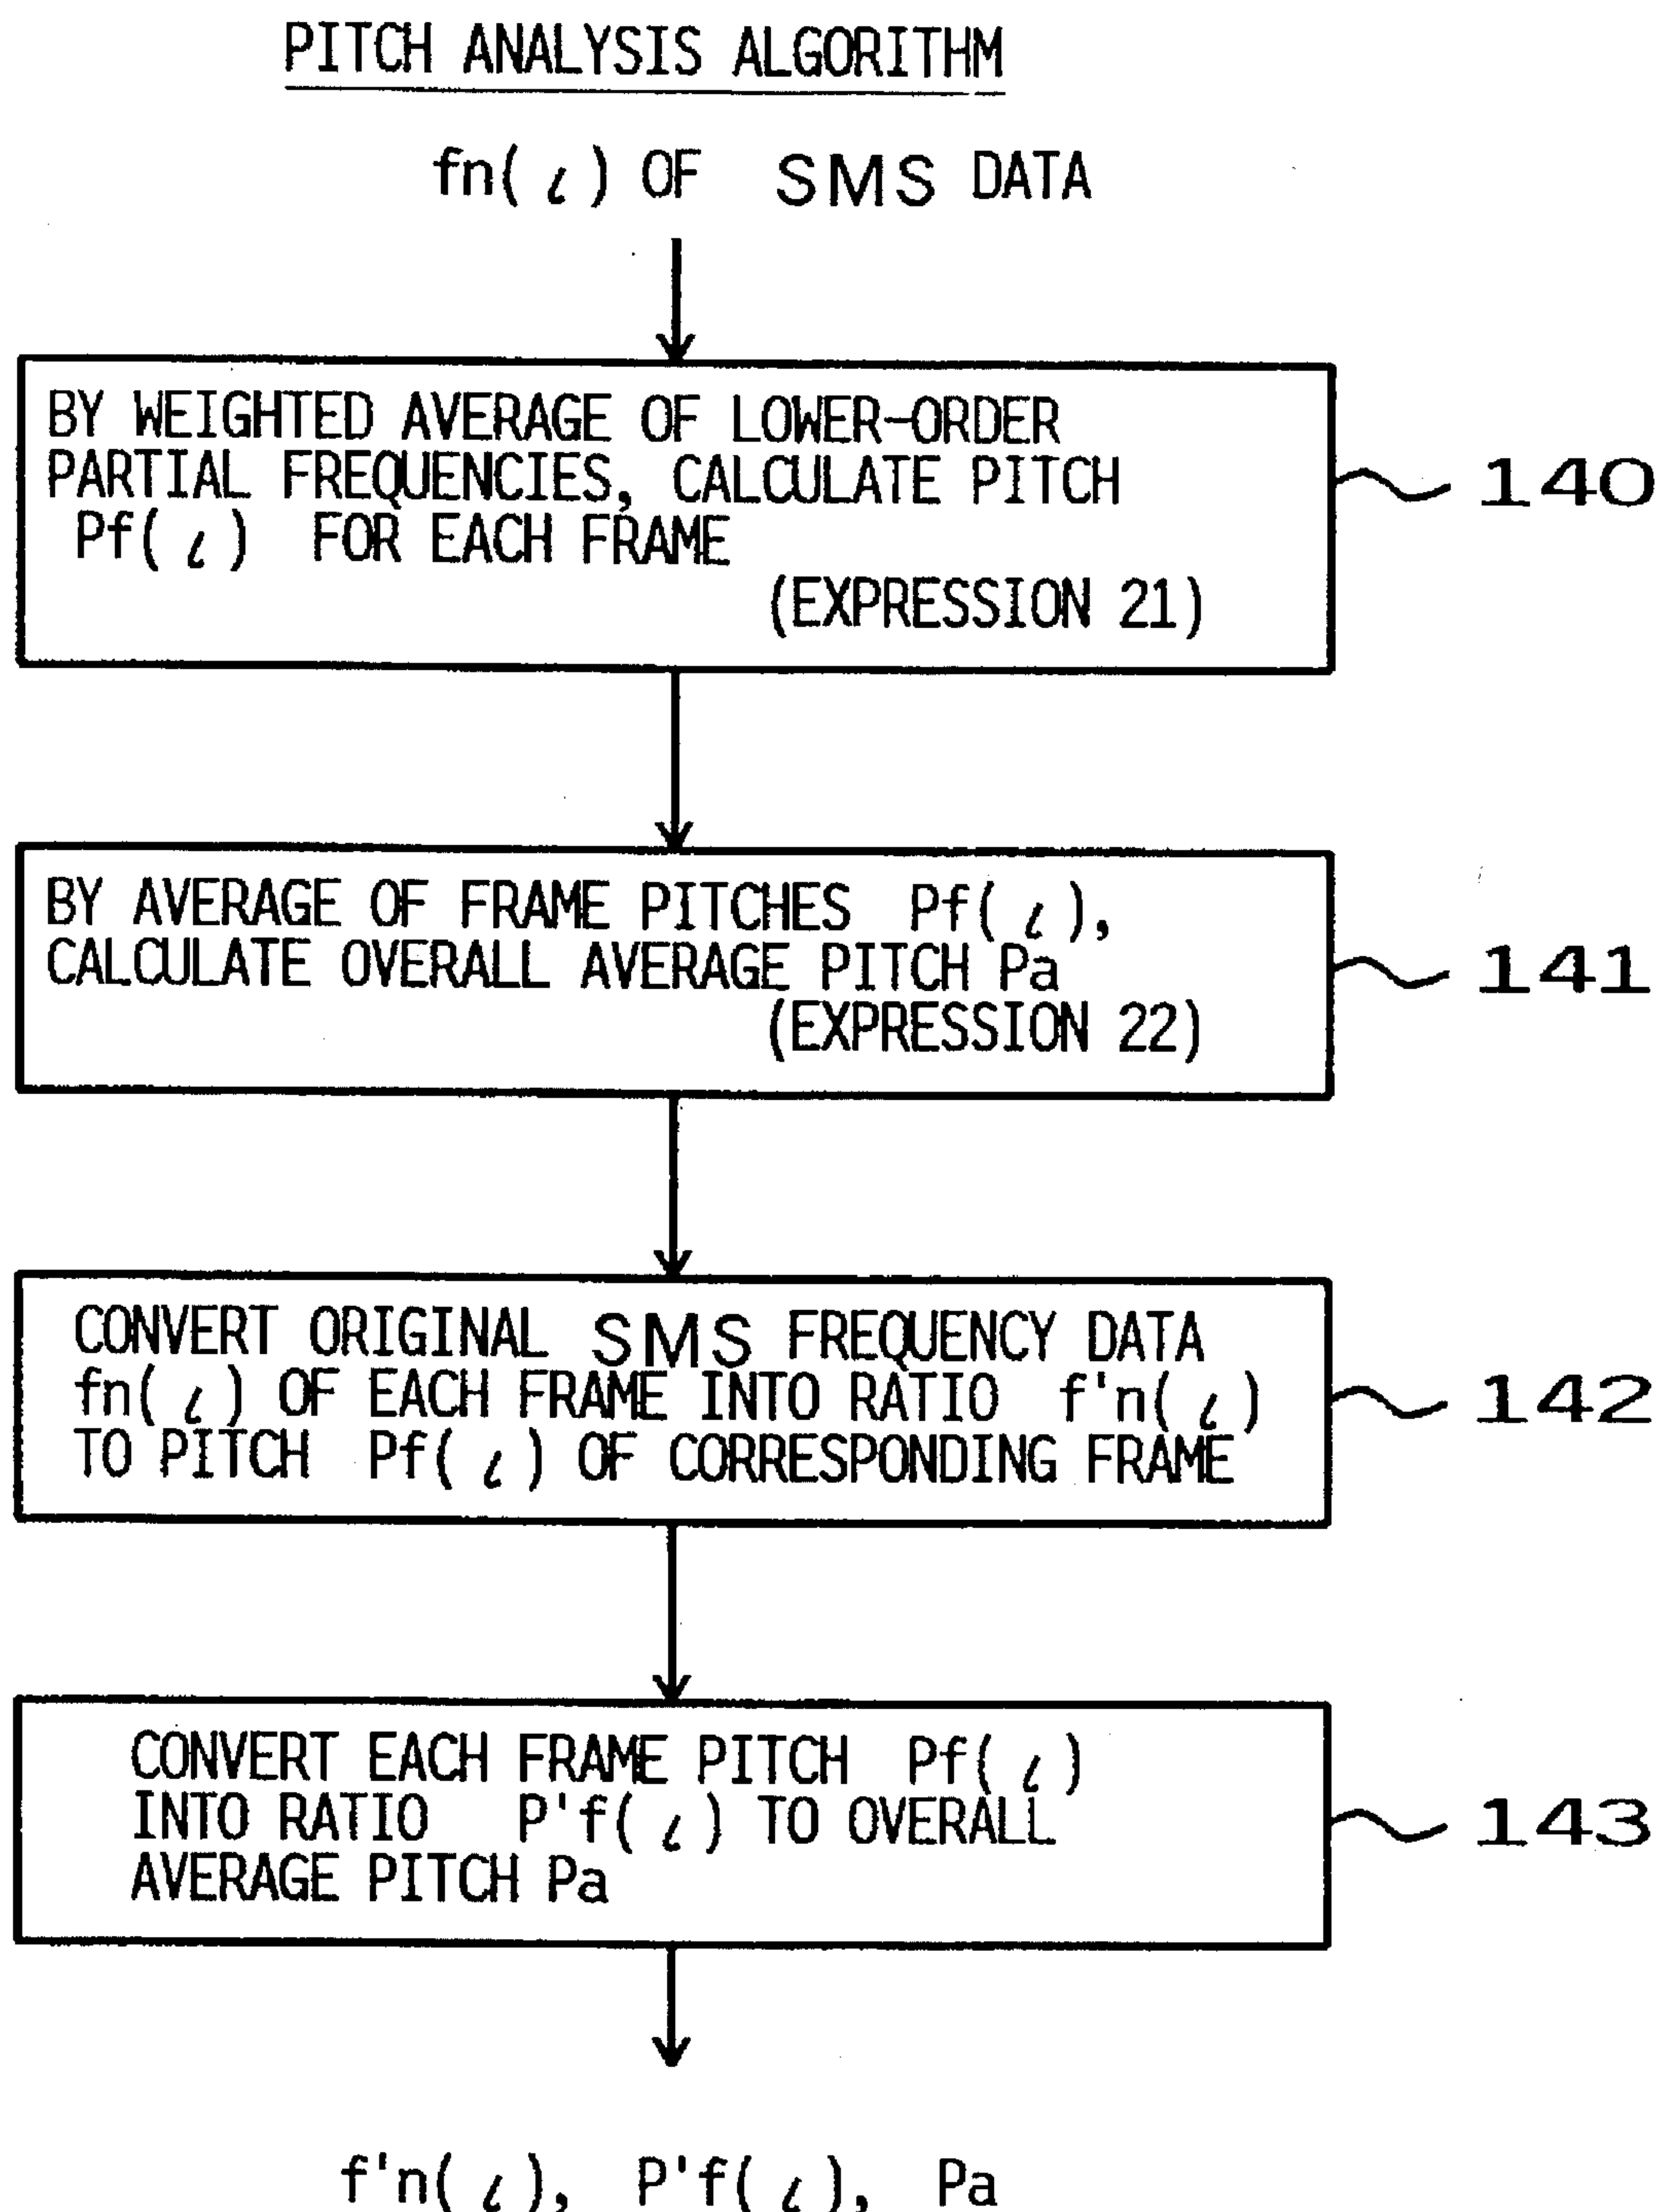 PITCH ANALYSIS ALGORITHM
fn(ι) OF SMS DATA
BY WEIGHTED AVERAGE OF LOWER-ORDER
PARTIAL FREQUENCIES, CALCULATE PITCH
Pf(ι) FOR EACH FRAME
(EXPRESSION 21)
140
BY AVERAGE OF FRAME PITCHES Pf(ι),
CALCULATE OVERALL AVERAGE PITCH Pa
(EXPRESSION 22)
141
CONVERT ORIGINAL SMS FREQUENCY DATA
fn(ι) OF EACH FRAME INTO RATIO f'n(ι)
TO PITCH Pf(ι) OF CORRESPONDING FRAME
142
CONVERT EACH FRAME PITCH Pf(ι)
INTO RATIO P'f(ι) TO OVERALL
AVERAGE PITCH Pa
143
f'n(ι), P'f(ι), Pa